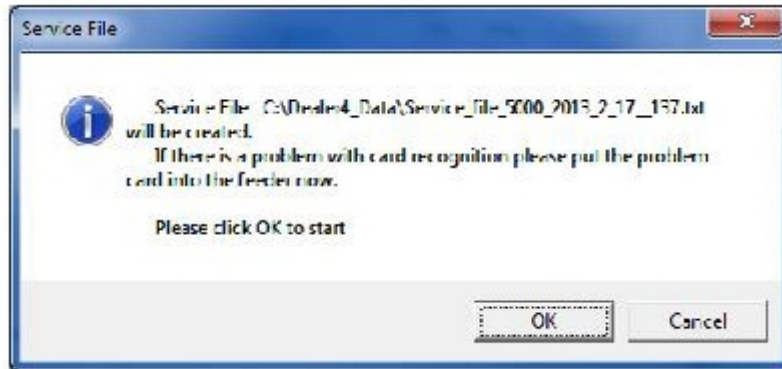 Service File
Service File C:\Dealer4_Data\Service_file_5000_2013_2_17__137.txt
will be created.
If there is a problem with card recognition please put the problem
card into the feeder now.
Please click OK to start
OK
Cancel